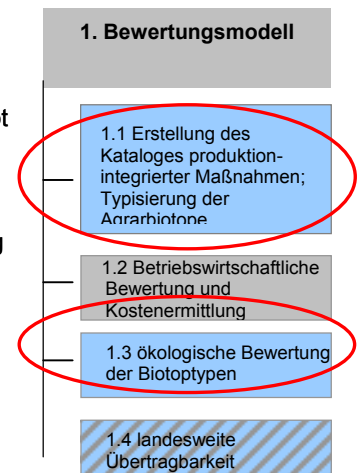 1. Bewertungsmodell
ot
1.1 Erstellung des
Kataloges produktion-
integrierter Maßnahmen;
Typisierung der
Agrarbiotope
g
1.2 Betriebswirtschaftliche
Bewertung und
Kostenermittlung
1.3 ökologische Bewertung
der Biotoptypen
1.4 landesweite
Übertragbarkeit